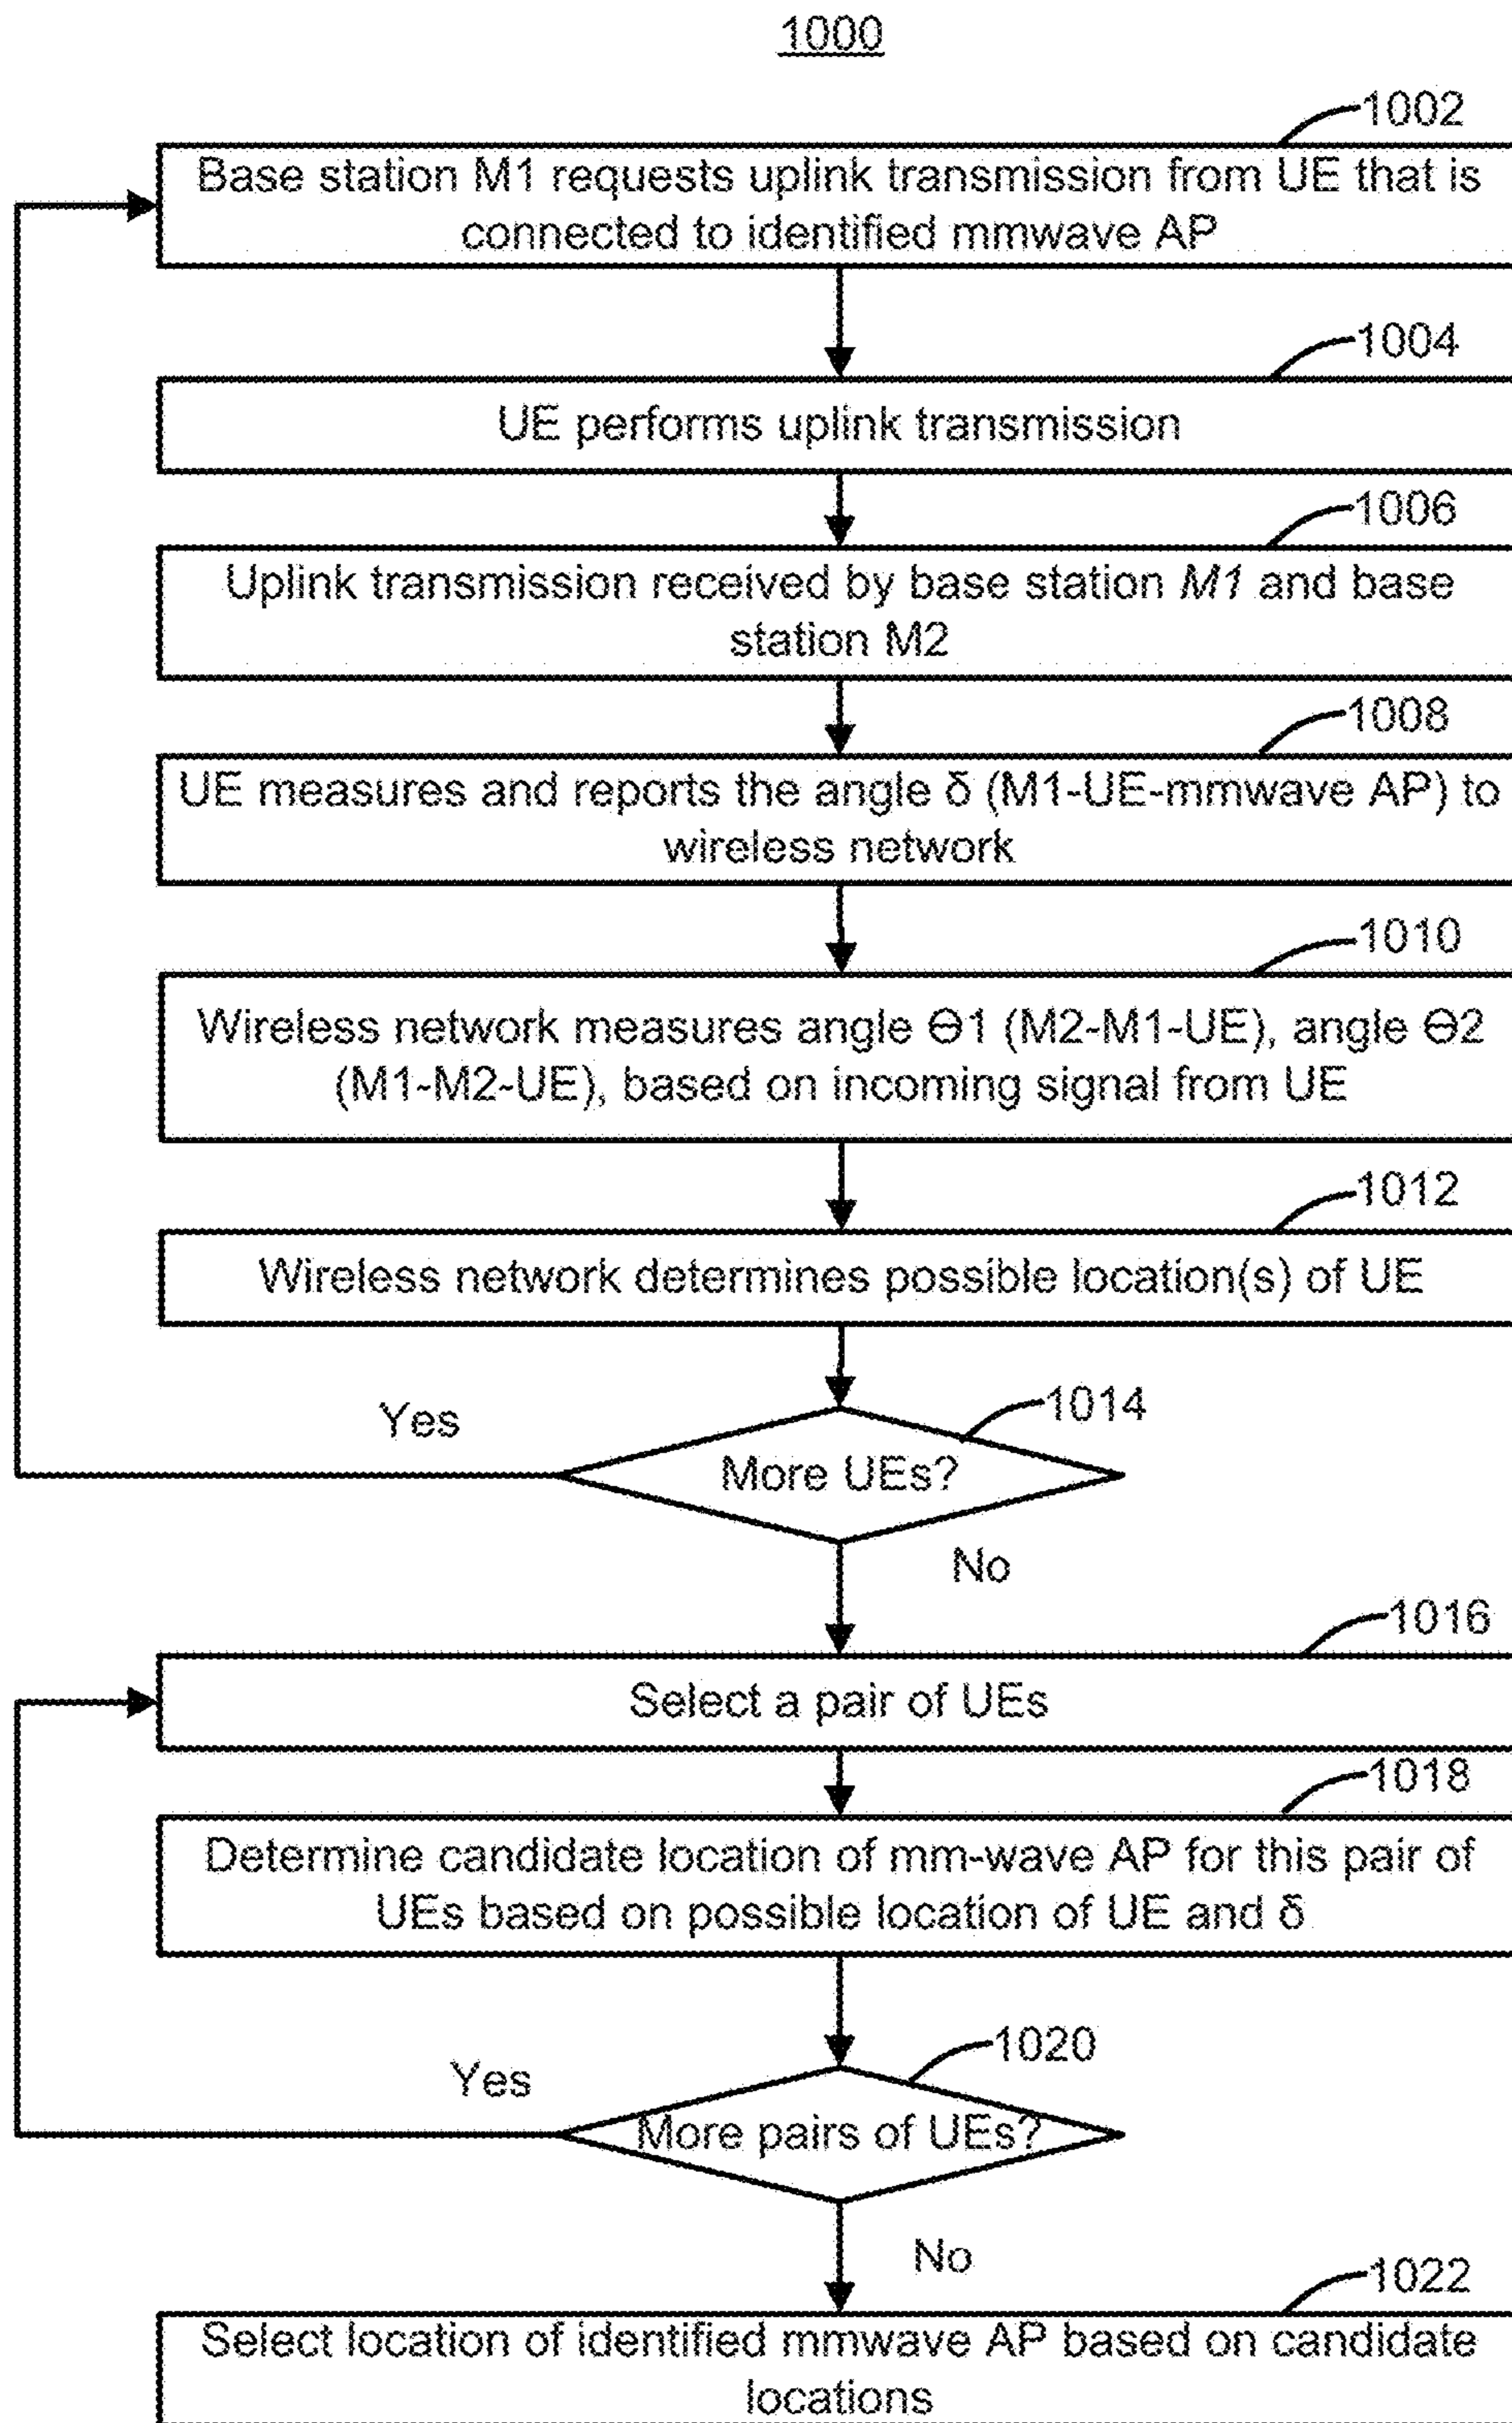 1000
1002
Base station M1 requests uplink transmission from UE that is
connected to identified mmwave AP
1004
UE performs uplink transmission
1006
Uplink transmission received by base station M1 and base
station M2
1008
UE measures and reports the angle δ (M1-UE-mmwave AP) to
wireless network
1010
Wireless network measures angle Θ1 (M2-M1-UE), angle Θ2
(M1-M2-UE), based on incoming signal from UE
1012
Wireless network determines possible location(s) of UE
1014
Yes
More UEs?
No
1016
Select a pair of UEs
1018
Determine candidate location of mm-wave AP for this pair of
UEs based on possible location of UE and δ
1020
Yes
More pairs of UEs?
No
1022
Select location of identified mmwave AP based on candidate
locations